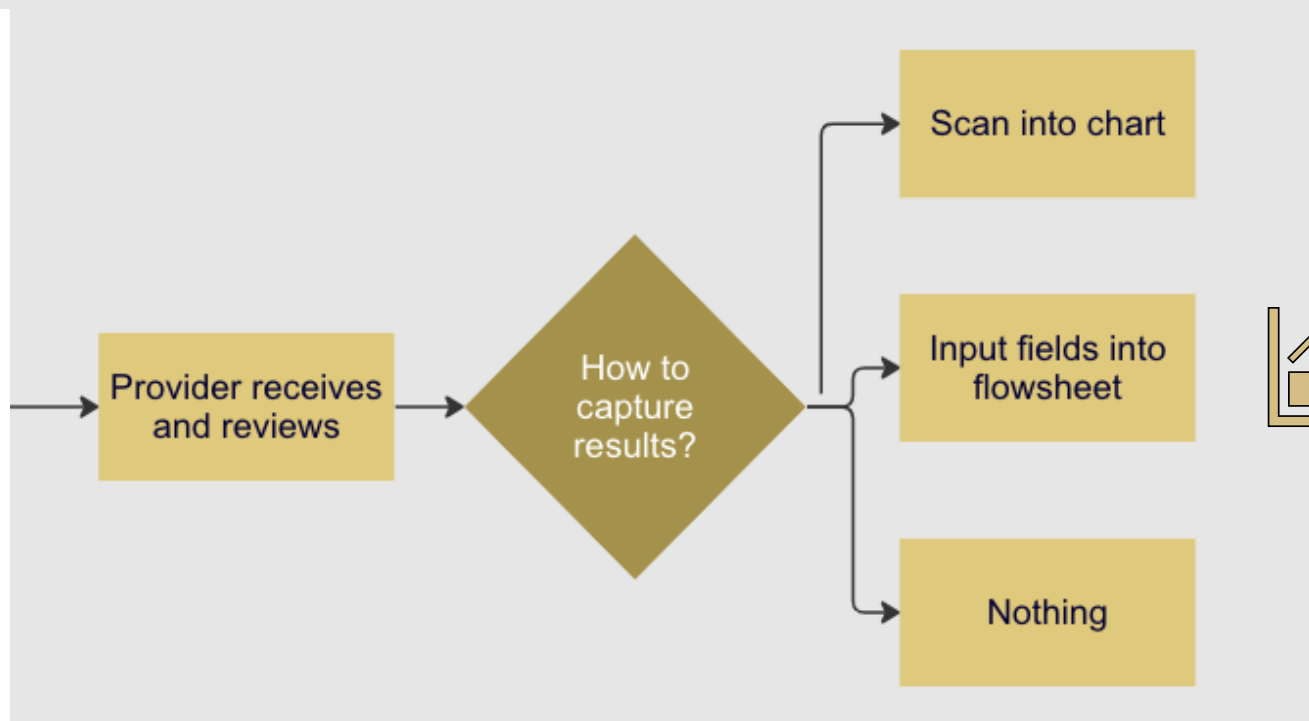 Provider receives
and reviews
How to
capture
results?
Scan into chart
Input fields into
flowsheet
Nothing